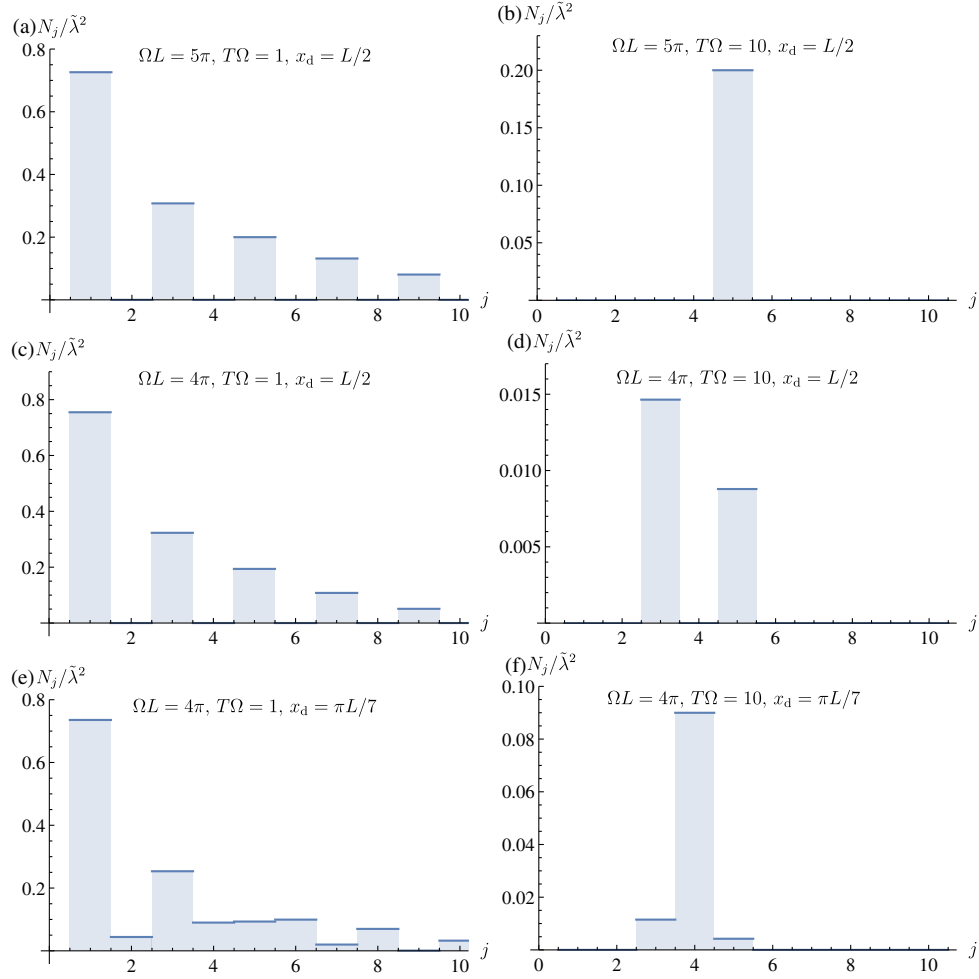 (a) N_j/λ̃²
ΩL = 5π, TΩ = 1, x_d = L/2
0.8
0.6
0.4
0.2
2 4 6 8 10 j
(b) N_j/λ̃²
ΩL = 5π, TΩ = 10, x_d = L/2
0.20
0.15
0.10
0.05
0 2 4 6 8 10 j
(c) N_j/λ̃²
ΩL = 4π, TΩ = 1, x_d = L/2
0.8
0.6
0.4
0.2
2 4 6 8 10 j
(d) N_j/λ̃²
ΩL = 4π, TΩ = 10, x_d = L/2
0.015
0.010
0.005
0 2 4 6 8 10 j
(e) N_j/λ̃²
0.8
ΩL = 4π, TΩ = 1, x_d = πL/7
0.6
0.4
0.2
2 4 6 8 10 j
(f) N_j/λ̃²
0.10
ΩL = 4π, TΩ = 10, x_d = πL/7
0.08
0.06
0.04
0.02
0 2 4 6 8 10 j